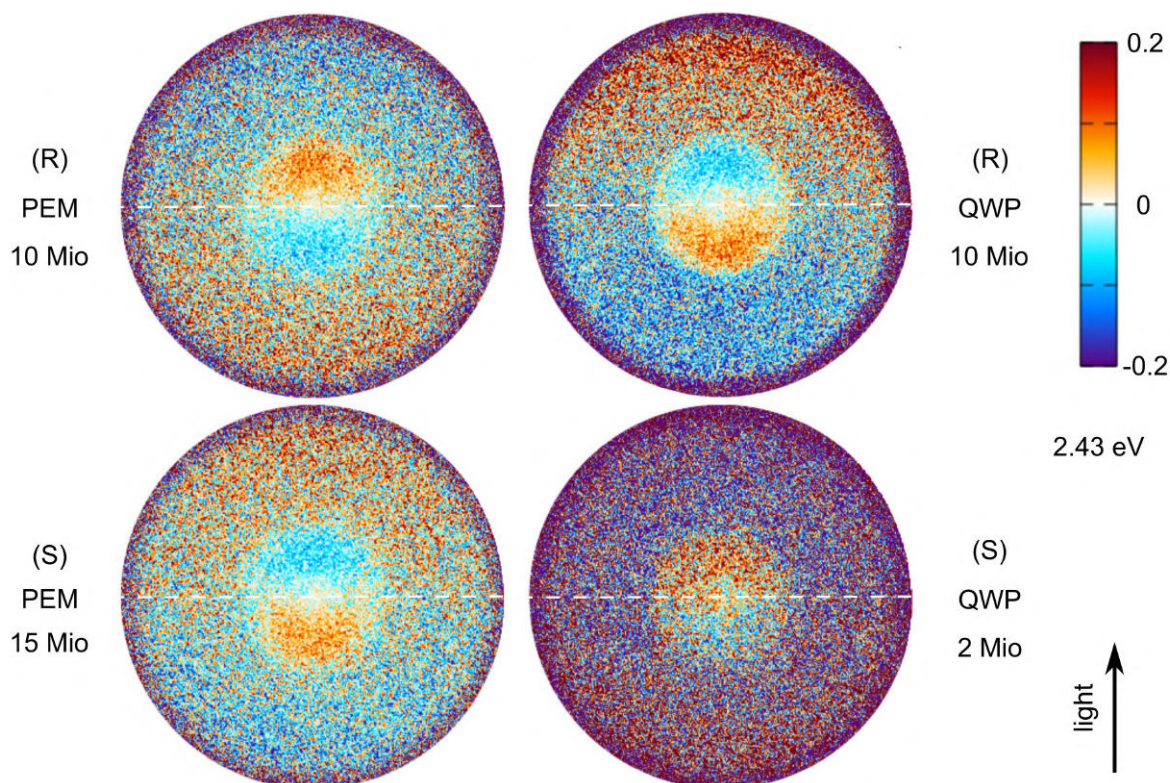 (R)
PEM
10 Mio
(R)
QWP
10 Mio
0.2
0
-0.2
2.43 eV
(S)
PEM
15 Mio
(S)
QWP
2 Mio
light